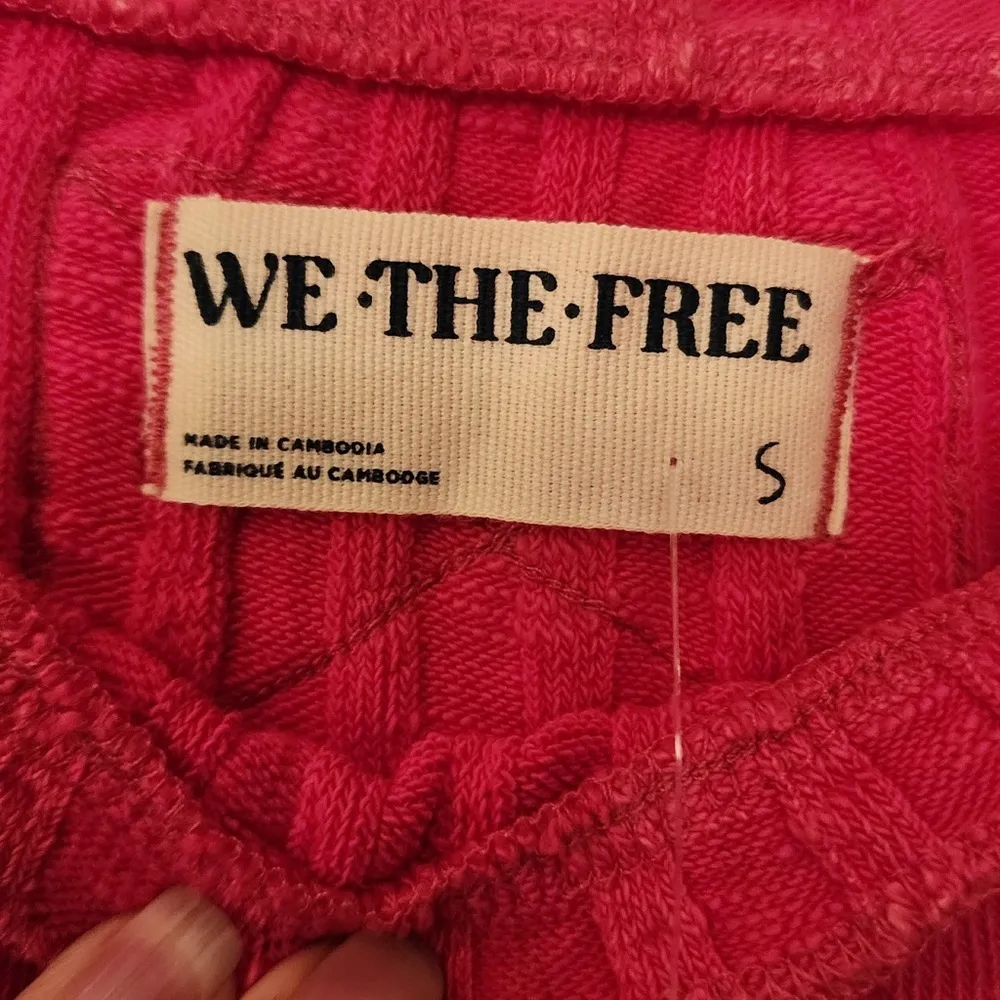 WE·THE·FREE
MADE IN CAMBODIA
FABRIQUÉ AU CAMBODGE
S